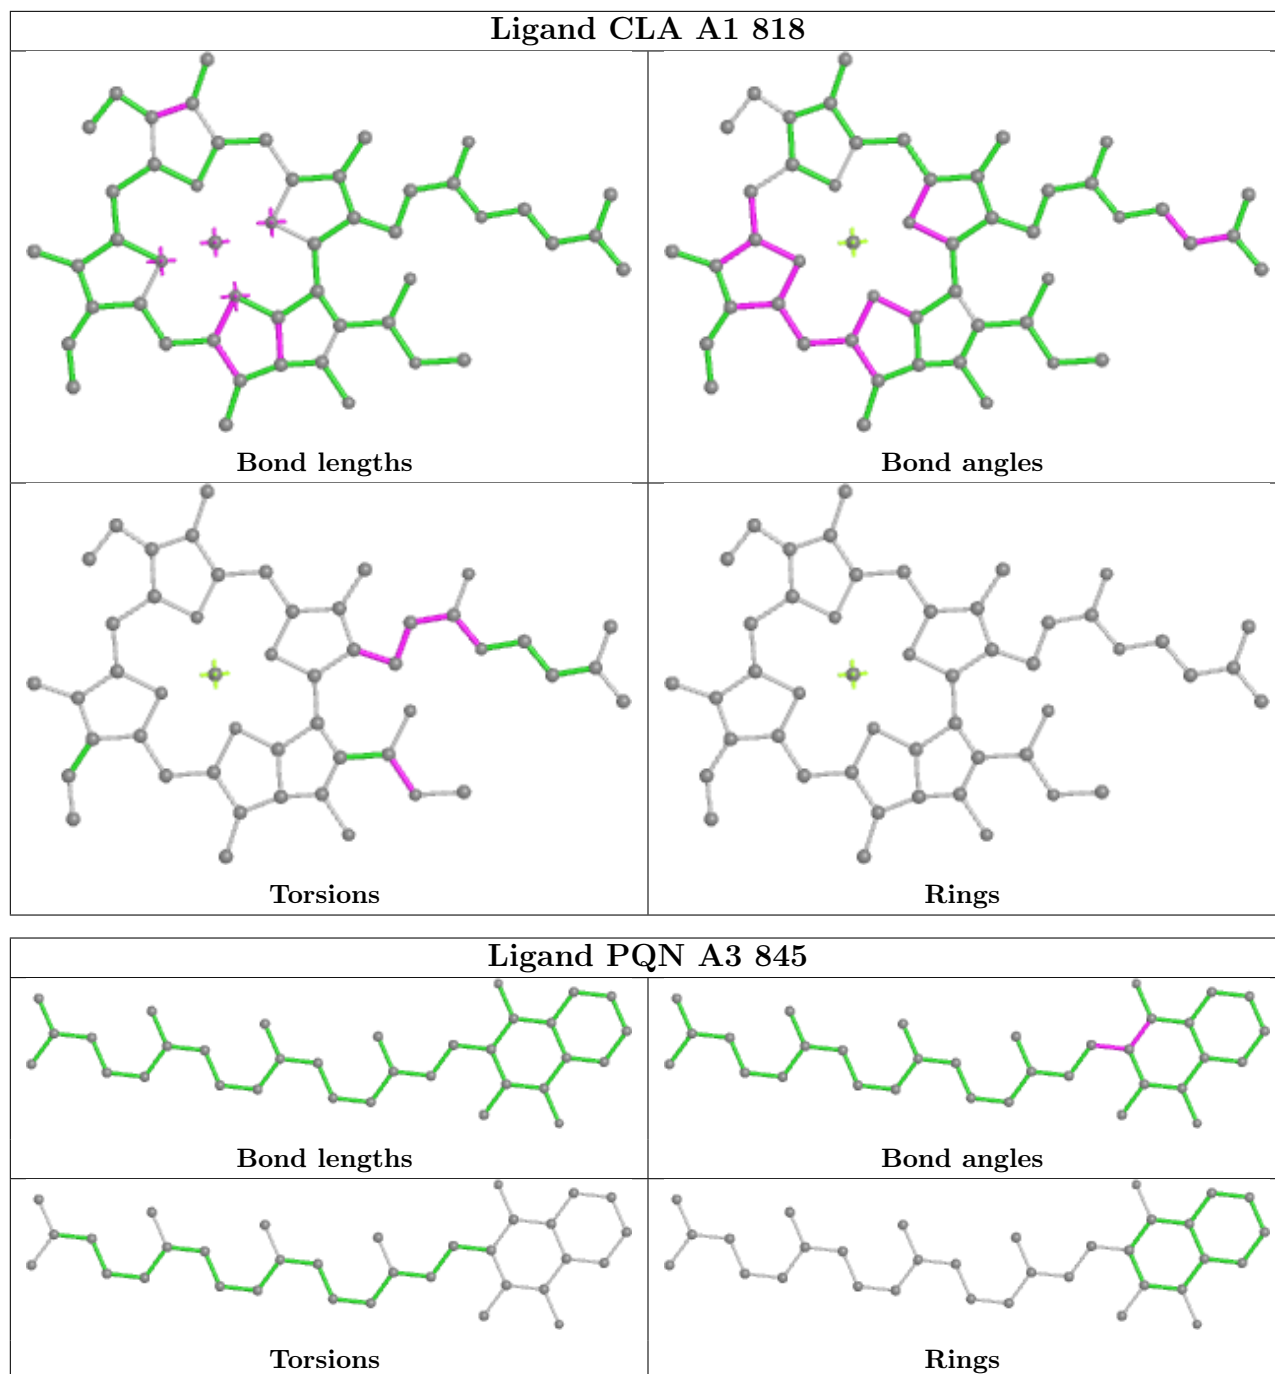 Ligand CLA A1 818
Bond lengths
Bond angles
Torsions
Rings
Ligand PQN A3 845
Bond lengths
Bond angles
Torsions
Rings